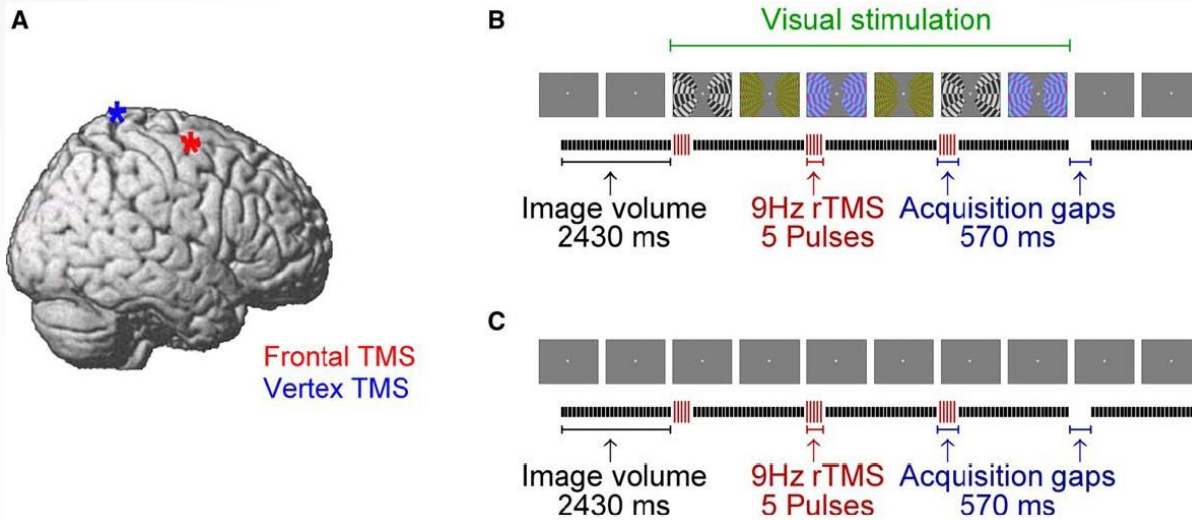 A
Frontal TMS
Vertex TMS
B
Visual stimulation
Image volume
2430 ms
9Hz rTMS
5 Pulses
Acquisition gaps
570 ms
C
Image volume
2430 ms
9Hz rTMS
5 Pulses
Acquisition gaps
570 ms